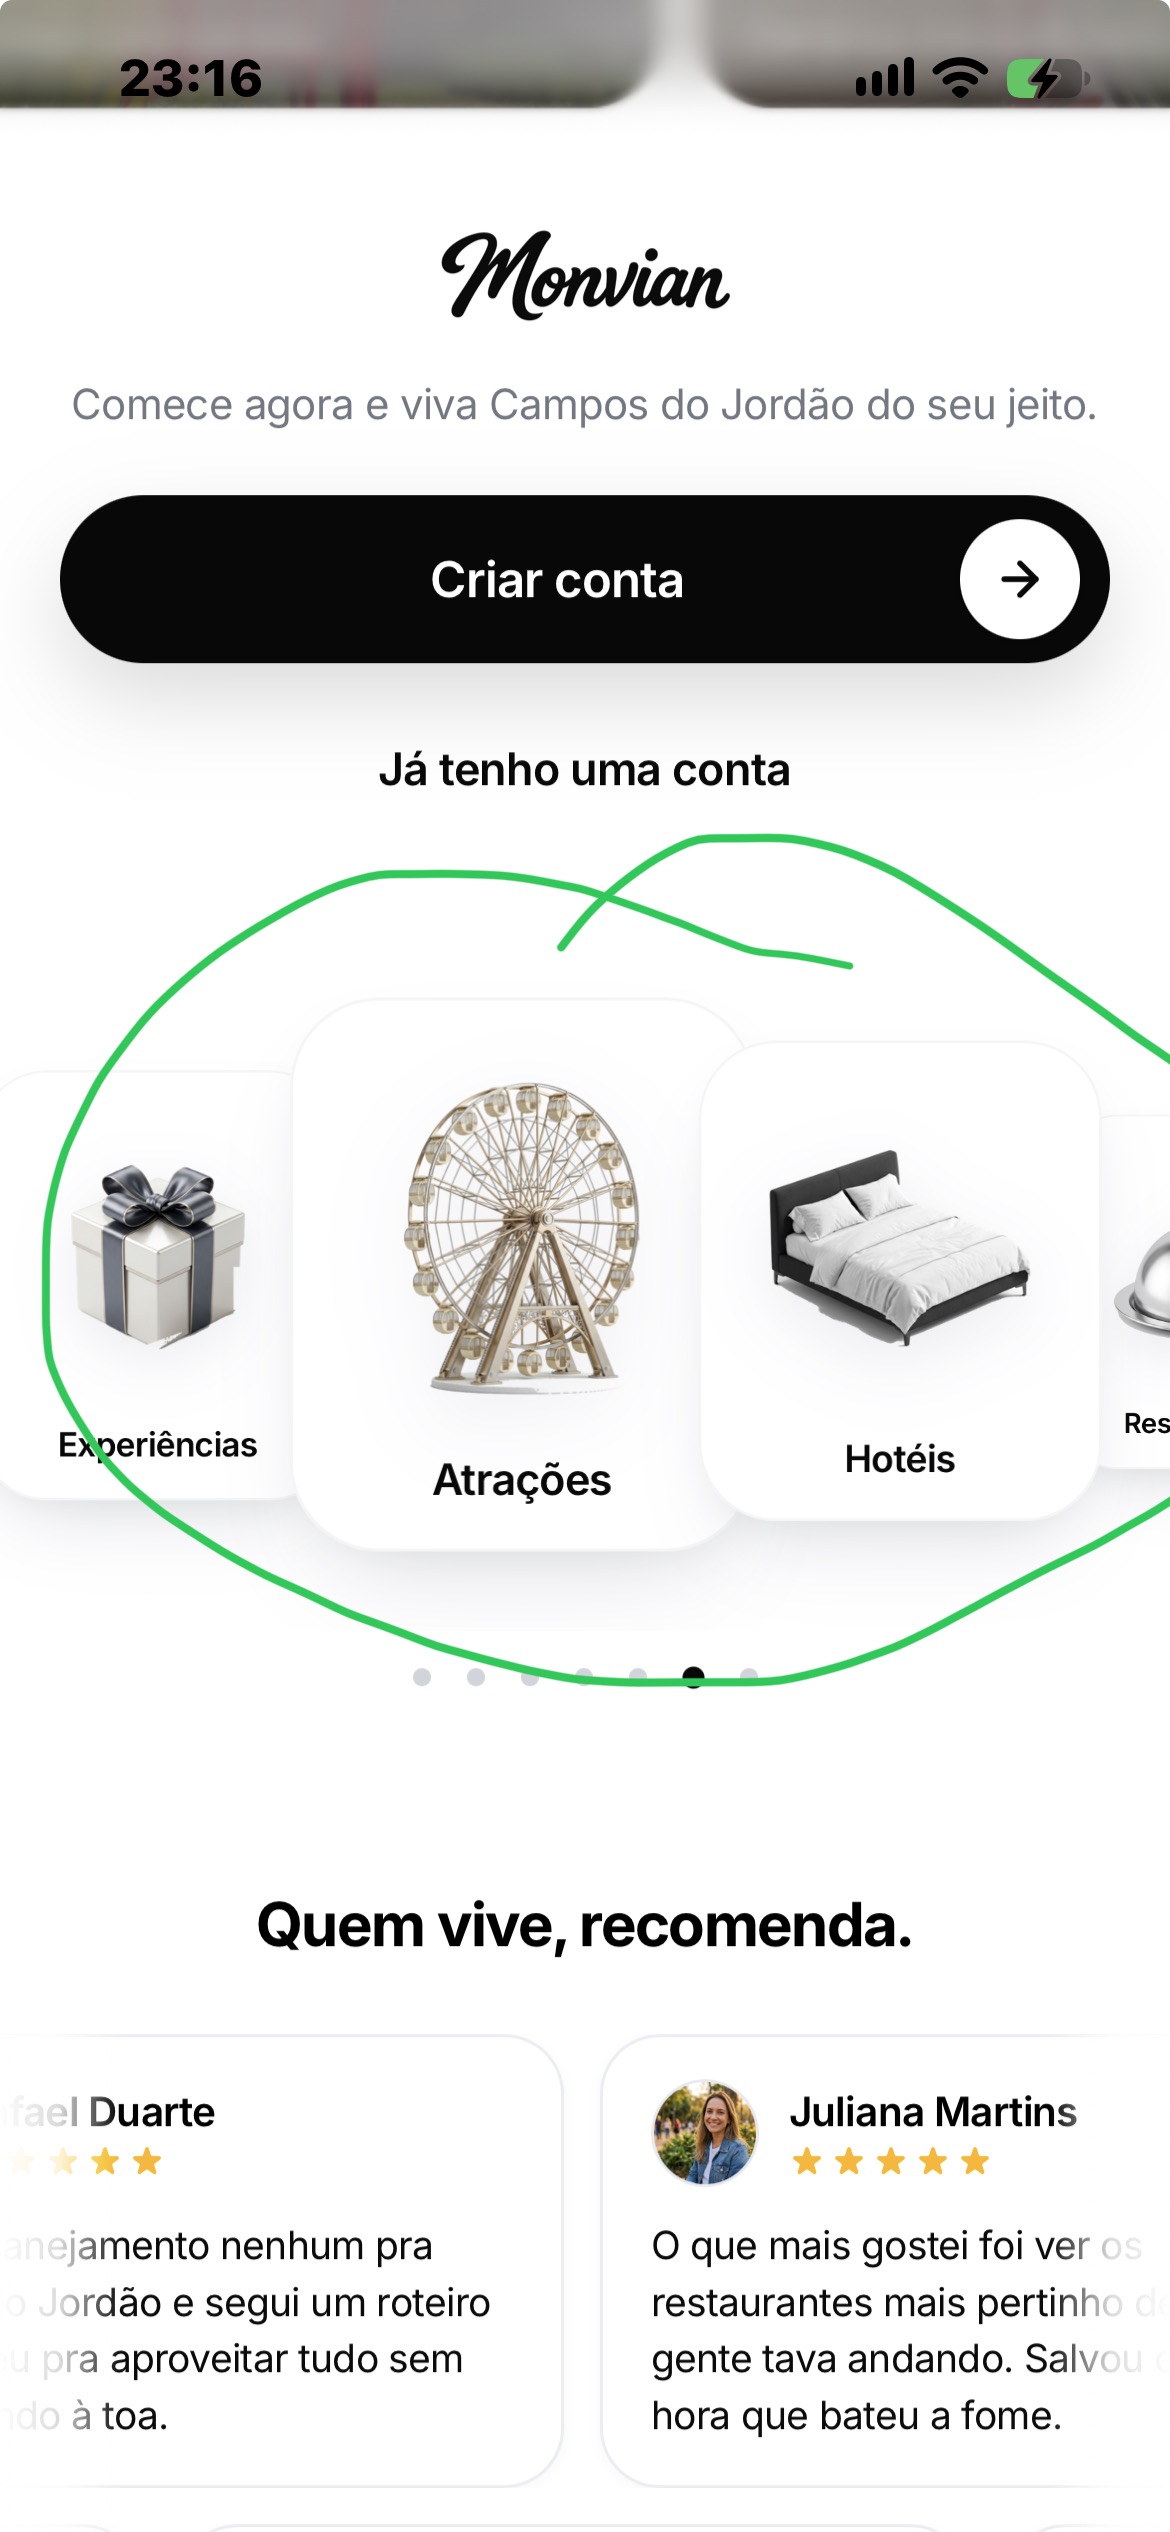 23:16
Monvian
Comece agora e viva Campos do Jordão do seu jeito.
Criar conta
Já tenho uma conta
Experiências
Atrações
Hotéis
Quem vive, recomenda.
Duarte
nenhum pra
Jordão e segui um roteiro
pra aproveitar tudo sem
à toa.
Juliana Martins
O que mais gostei foi ver os
restaurantes mais pertinho
gente tava andando. Salvou
hora que bateu a fome.